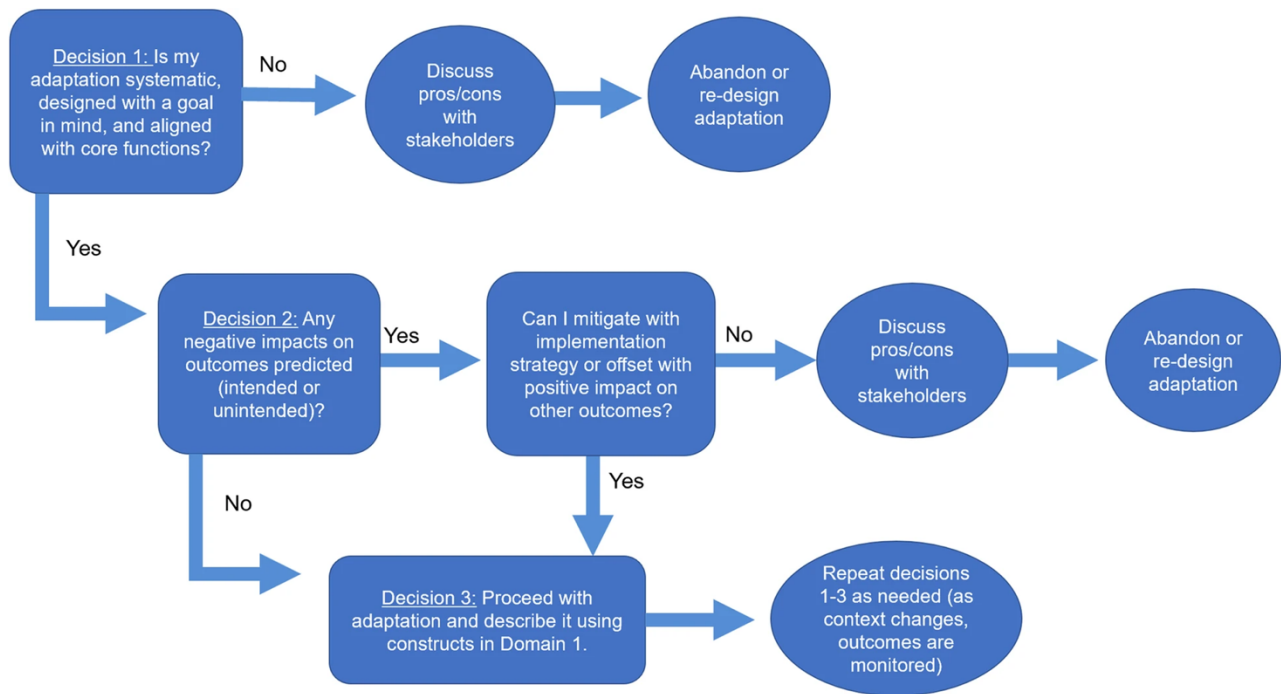 Decision 1: Is my
adaptation systematic,
designed with a goal
in mind, and aligned
with core functions?
No
Discuss
pros/cons
with
stakeholders
Abandon or
re-design
adaptation
Yes
Decision 2: Any
negative impacts on
outcomes predicted
(intended or
unintended)?
Yes
Can I mitigate with
implementation
strategy or offset with
positive impact on
other outcomes?
No
Discuss
pros/cons
with
stakeholders
Abandon or
re-design
adaptation
No
Yes
Decision 3: Proceed with
adaptation and describe it using
constructs in Domain 1.
Repeat decisions
1-3 as needed (as
context changes,
outcomes are
monitored)